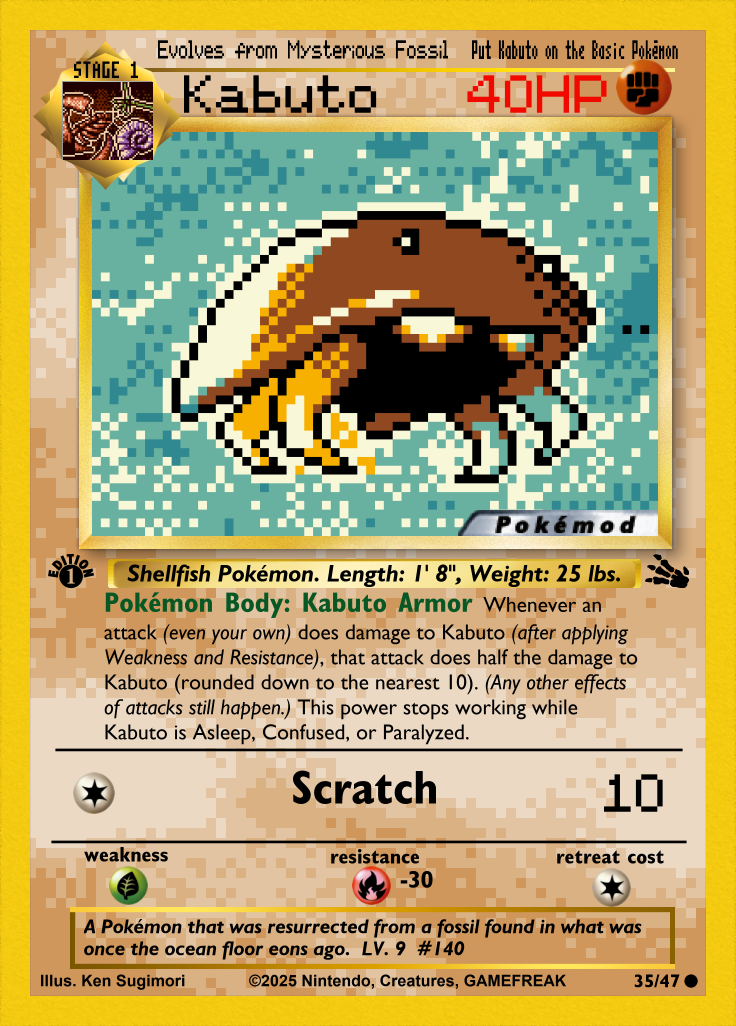 Evolves from Mysterious Fossil Put Kabuto on the Basic Pokémon
STAGE 1
Kabuto 40HP
Pokémod
EDITION 1 Shellfish Pokémon. Length: 1' 8", Weight: 25 lbs.
Pokémon Body: Kabuto Armor Whenever an
attack (even your own) does damage to Kabuto (after applying
Weakness and Resistance), that attack does half the damage to
Kabuto (rounded down to the nearest 10). (Any other effects
of attacks still happen.) This power stops working while
Kabuto is Asleep, Confused, or Paralyzed.
Scratch 10
weakness resistance retreat cost
-30
A Pokémon that was resurrected from a fossil found in what was
once the ocean floor eons ago. LV. 9 #140
Illus. Ken Sugimori ©2025 Nintendo, Creatures, GAMEFREAK 35/47